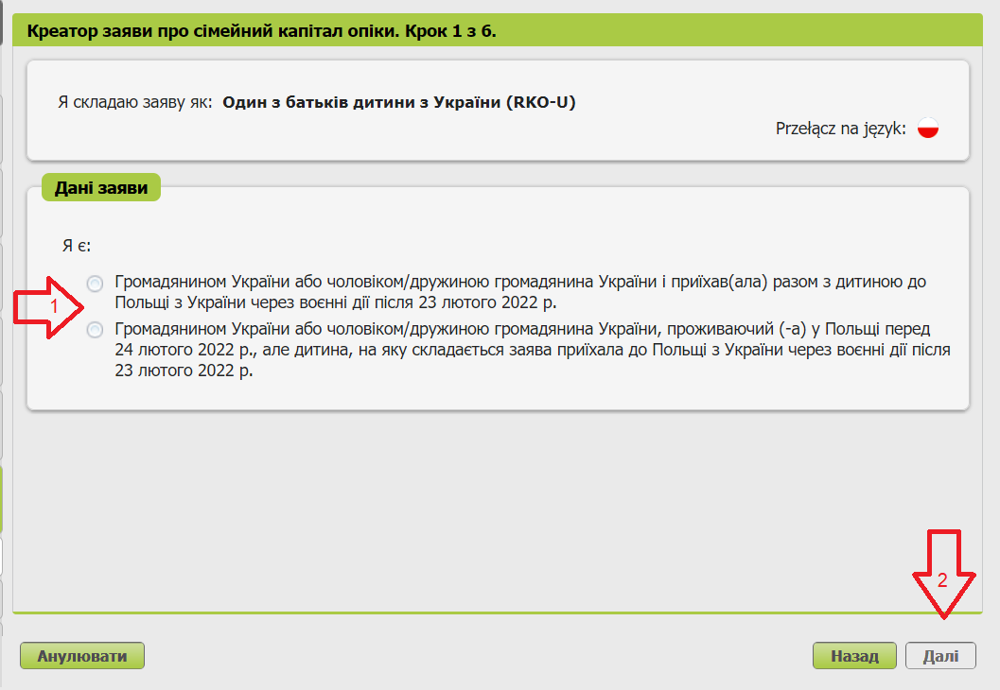 Креатор заяви про сімейний капітал опіки. Крок 1 з 6.
Я складаю заяву як: Один з батьків дитини з України (RKO-U)
Przełącz na język:
Дані заяви
Я є:
Громадянином України або чоловіком/дружиною громадянина України і приїхав(ала) разом з дитиною до
Польщі з України через воєнні дії після 23 лютого 2022 р.
1
Громадянином України або чоловіком/дружиною громадянина України, проживаючий (-а) у Польщі перед
24 лютого 2022 р., але дитина, на яку складається заява приїхала до Польщі з України через воєнні дії після
23 лютого 2022 р.
2
Анулювати
Назад
Далі